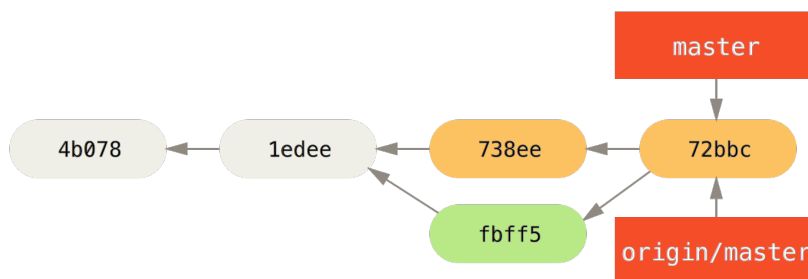 master
4b078
1edee
738ee
72bbc
fbff5
origin/master